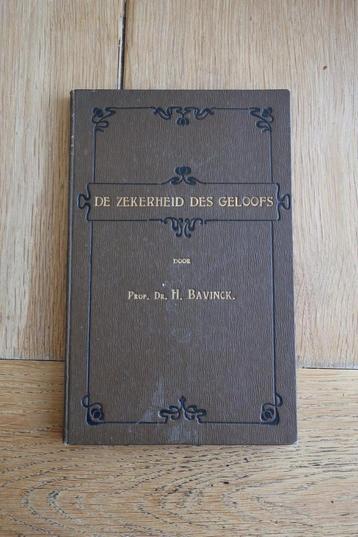 DE ZEKERHEID DES GELOOFS
DOOR
PROF. DR. H. BAVINCK.